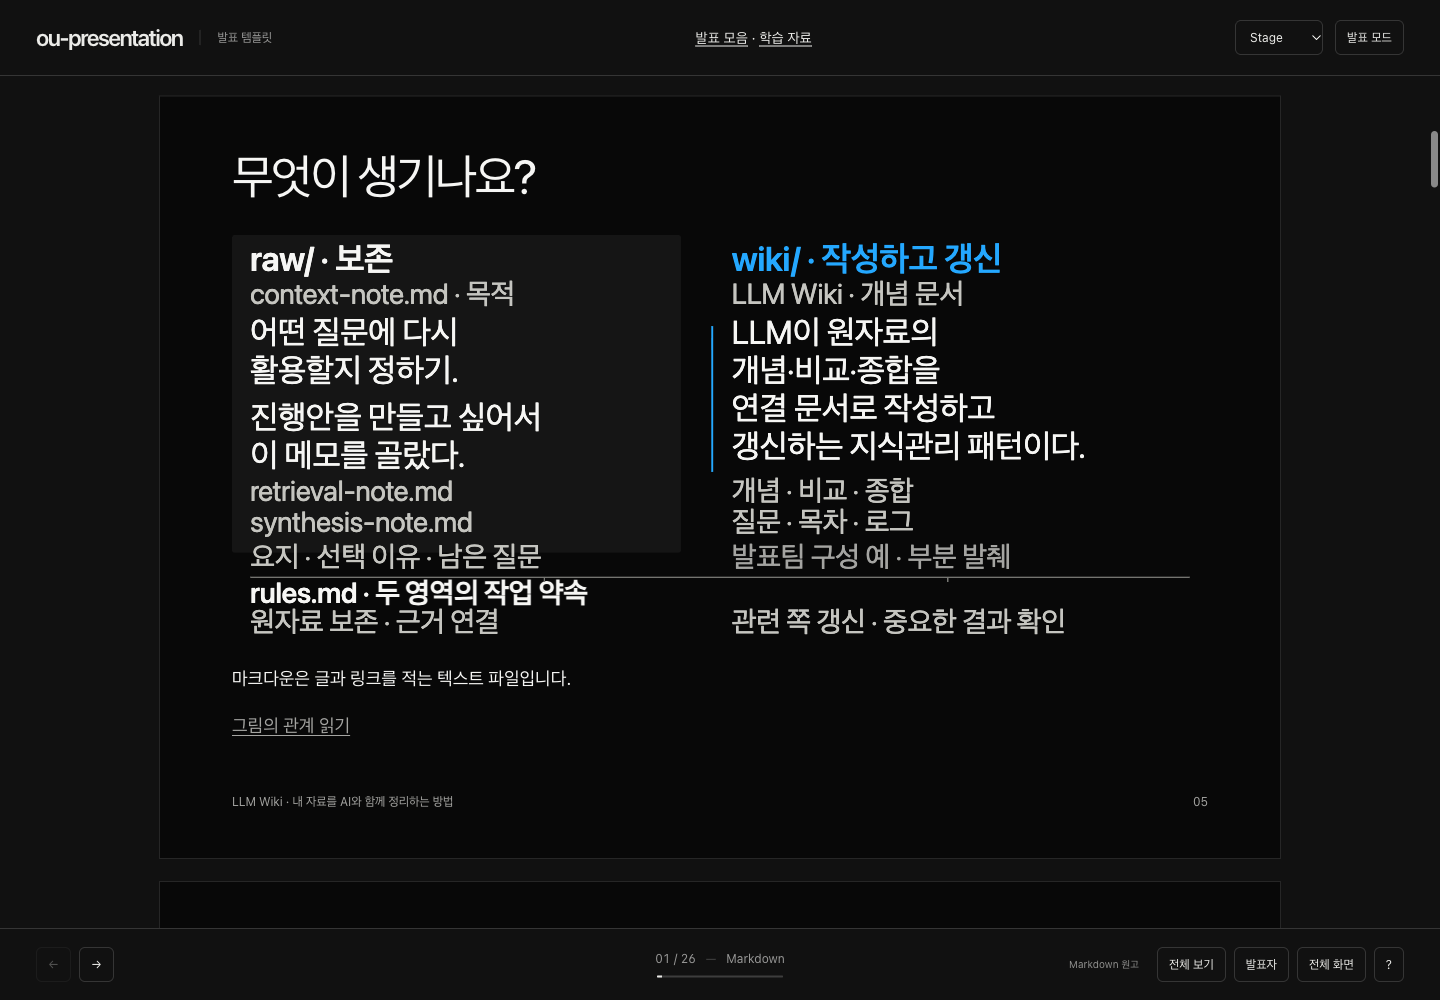 ou-presentation
발표 템플릿
발표 모음 · 학습 자료
Stage
발표 모드
무엇이 생기나요?
raw/ · 보존
context-note.md · 목적
어떤 질문에 다시
활용할지 정하기.
진행안을 만들고 싶어서
이 메모를 골랐다.
retrieval-note.md
synthesis-note.md
요지 · 선택 이유 · 남은 질문
rules.md · 두 영역의 작업 약속
원자료 보존 · 근거 연결
wiki/ · 작성하고 갱신
LLM Wiki · 개념 문서
LLM이 원자료의
개념·비교·종합을
연결 문서로 작성하고
갱신하는 지식관리 패턴이다.
개념 · 비교 · 종합
질문 · 목차 · 로그
발표팀 구성 예 · 부분 발췌
관련 쪽 갱신 · 중요한 결과 확인
마크다운은 글과 링크를 적는 텍스트 파일입니다.
그림의 관계 읽기
LLM Wiki · 내 자료를 AI와 함께 정리하는 방법
05
←
→
01 / 26 — Markdown
Markdown 원고
전체 보기
발표자
전체 화면
?